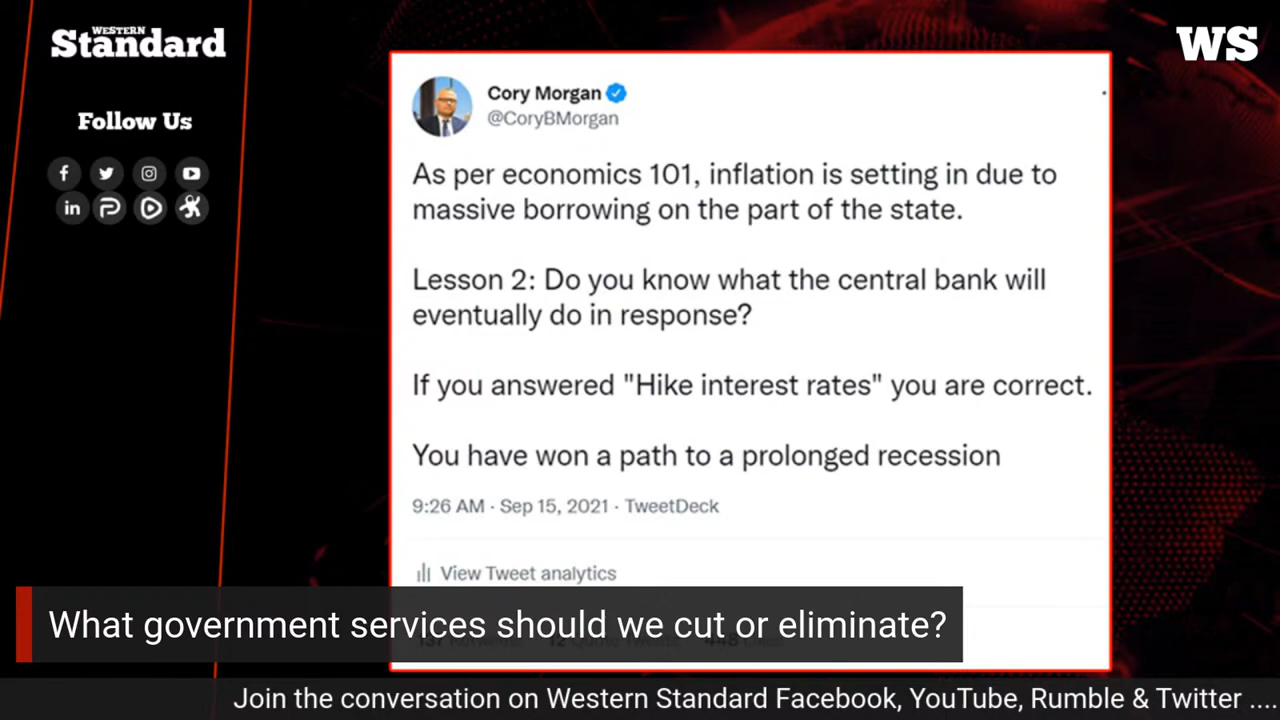 WESTERN
Standard
WS
Follow Us
Cory Morgan
@CoryBMorgan
As per economics 101, inflation is setting in due to
massive borrowing on the part of the state.
Lesson 2: Do you know what the central bank will
eventually do in response?
If you answered "Hike interest rates" you are correct.
You have won a path to a prolonged recession
9:26 AM · Sep 15, 2021 · TweetDeck
View Tweet analytics
What government services should we cut or eliminate?
Join the conversation on Western Standard Facebook, YouTube, Rumble & Twitter ....